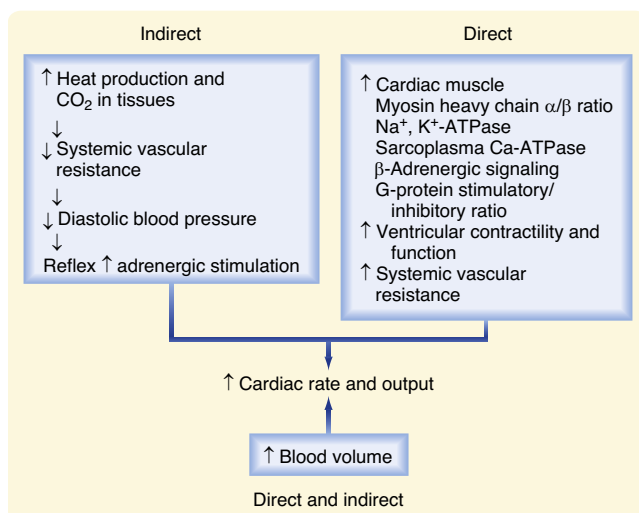 Indirect
↑ Heat production and
CO₂ in tissues
↓
↓ Systemic vascular
resistance
↓
↓ Diastolic blood pressure
↓
Reflex ↑ adrenergic stimulation
Direct
↑ Cardiac muscle
Myosin heavy chain α/β ratio
Na⁺, K⁺-ATPase
Sarcoplasma Ca-ATPase
β-Adrenergic signaling
G-protein stimulatory/
inhibitory ratio
↑ Ventricular contractility and
function
↑ Systemic vascular
resistance
↑ Cardiac rate and output
↑ Blood volume
Direct and indirect